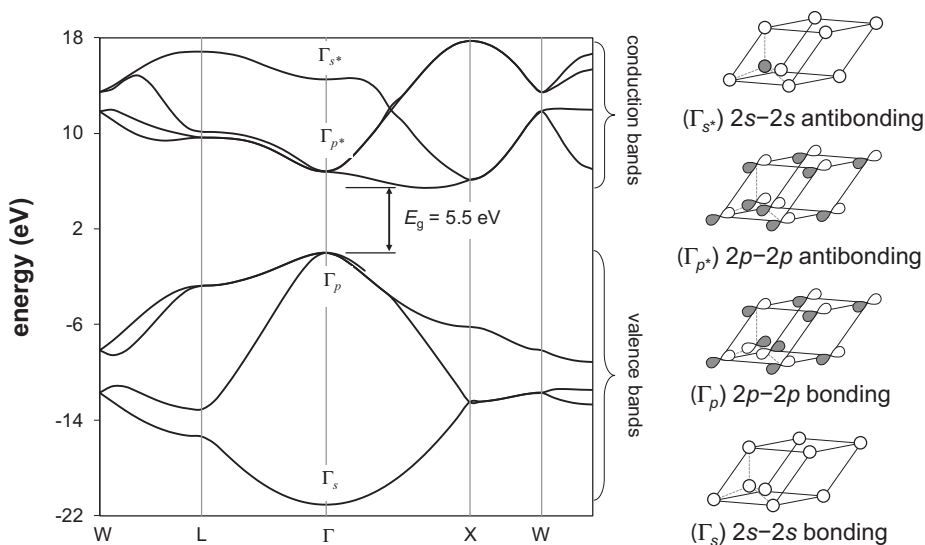 energy (eV)
18
10
2
-6
-14
-22
W
L
Γ
X
W
Γs*
Γp*
Eg = 5.5 eV
Γp
Γs
conduction bands
valence bands
(Γs*) 2s−2s antibonding
(Γp*) 2p−2p antibonding
(Γp) 2p−2p bonding
(Γs) 2s−2s bonding